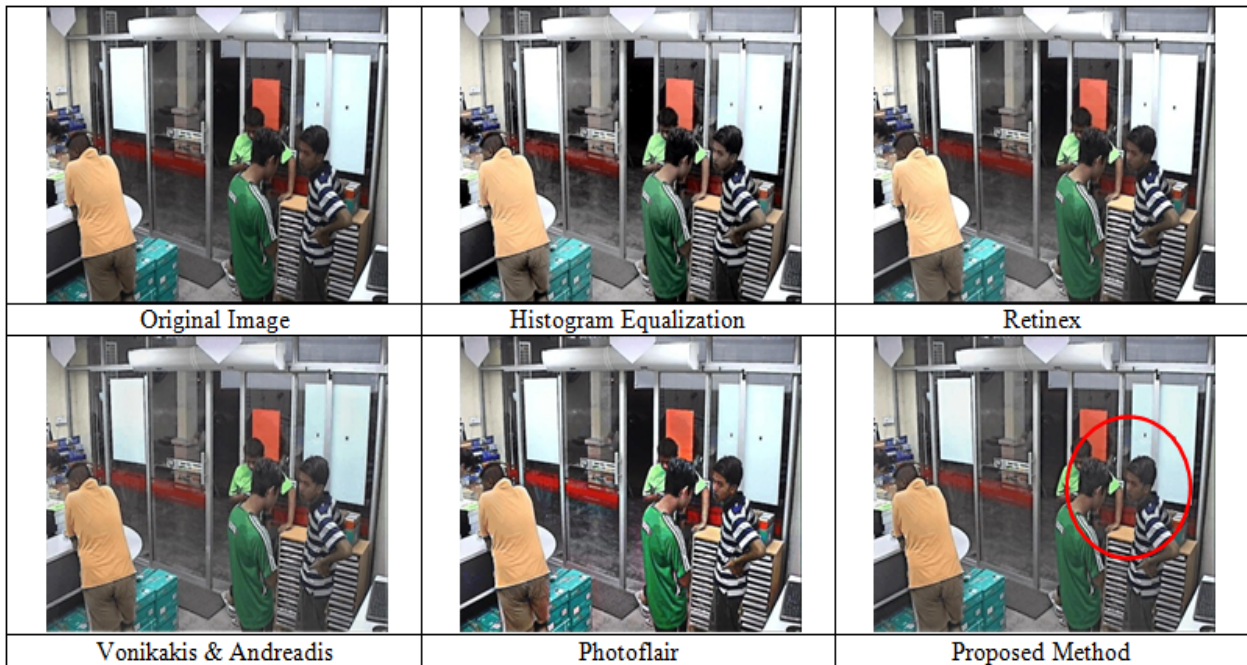 Original Image
Histogram Equalization
Retinex
Vonikakis & Andreadis
Photoflair
Proposed Method